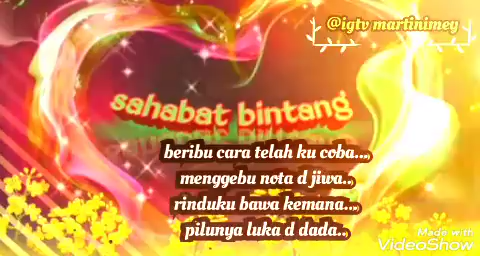 @igtv martinimey
sahabat bintang
beribu cara telah ku coba...,,
menggebu nota d jiwa..,
rinduku bawa kemana...,,
pilunya luka d dada..,
Made with
VideoShow